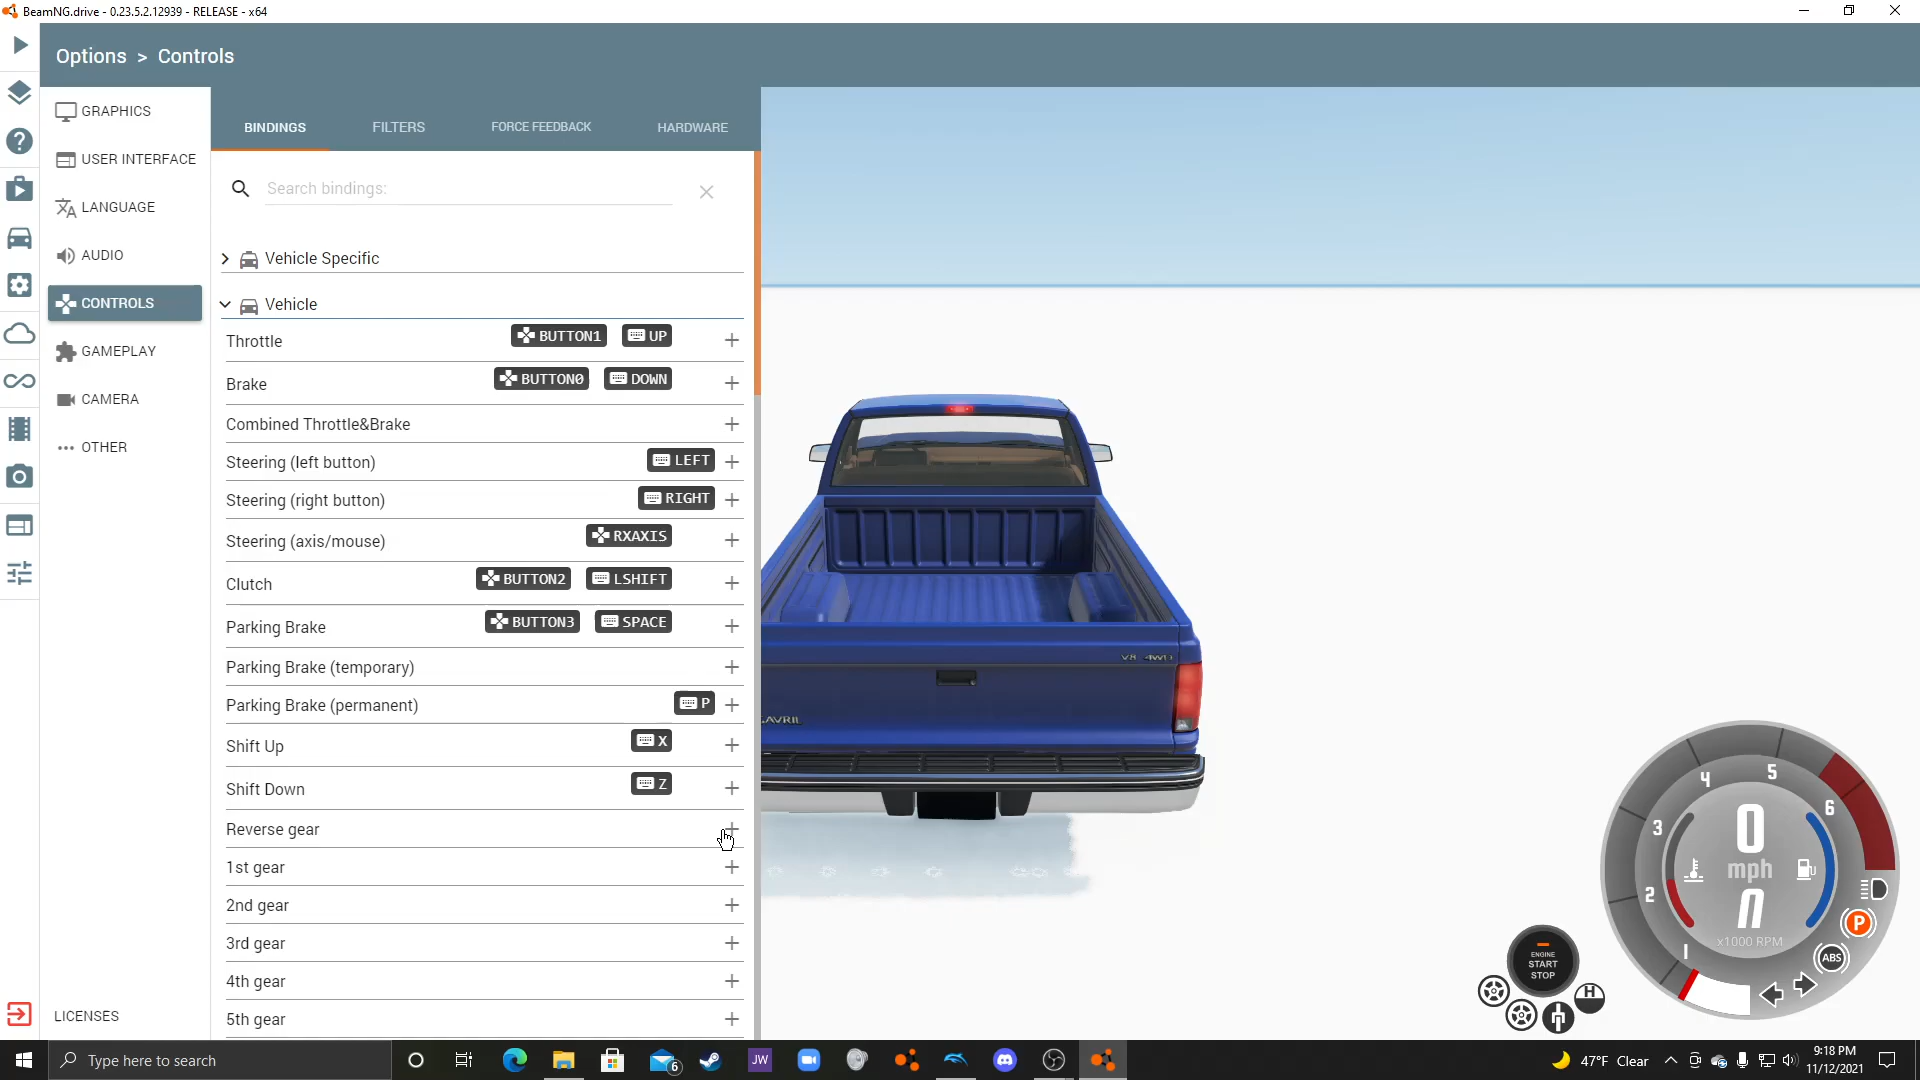 BeamNG.drive - 0.23.5.2.12939 - RELEASE - x64
Options > Controls
GRAPHICS
USER INTERFACE
LANGUAGE
AUDIO
CONTROLS
GAMEPLAY
CAMERA
OTHER
LICENSES
BINDINGS FILTERS FORCE FEEDBACK HARDWARE
Search bindings:
Vehicle Specific
Vehicle
Throttle BUTTON1 UP
Brake BUTTON0 DOWN
Combined Throttle&Brake
Steering (left button) LEFT
Steering (right button) RIGHT
Steering (axis/mouse) RXAXIS
Clutch BUTTON2 LSHIFT
Parking Brake BUTTON3 SPACE
Parking Brake (temporary)
Parking Brake (permanent) P
Shift Up X
Shift Down Z
Reverse gear
1st gear
2nd gear
3rd gear
4th gear
5th gear
V8 4WD
GAVRIL
1 2 3 4 5 6
0
mph
n
x1000 RPM
P
ABS
ENGINE
START
STOP
H
Type here to search
6
JW
47°F Clear
9:18 PM
11/12/2021